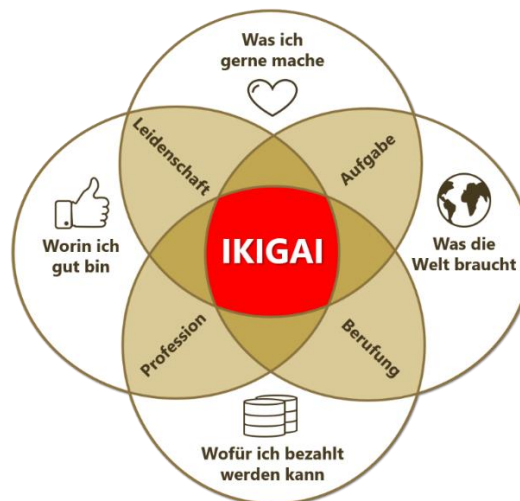 Was ich
gerne mache
Leidenschaft
Aufgabe
Worin ich
gut bin
IKIGAI
Was die
Welt braucht
Profession
Berufung
Wofür ich bezahlt
werden kann